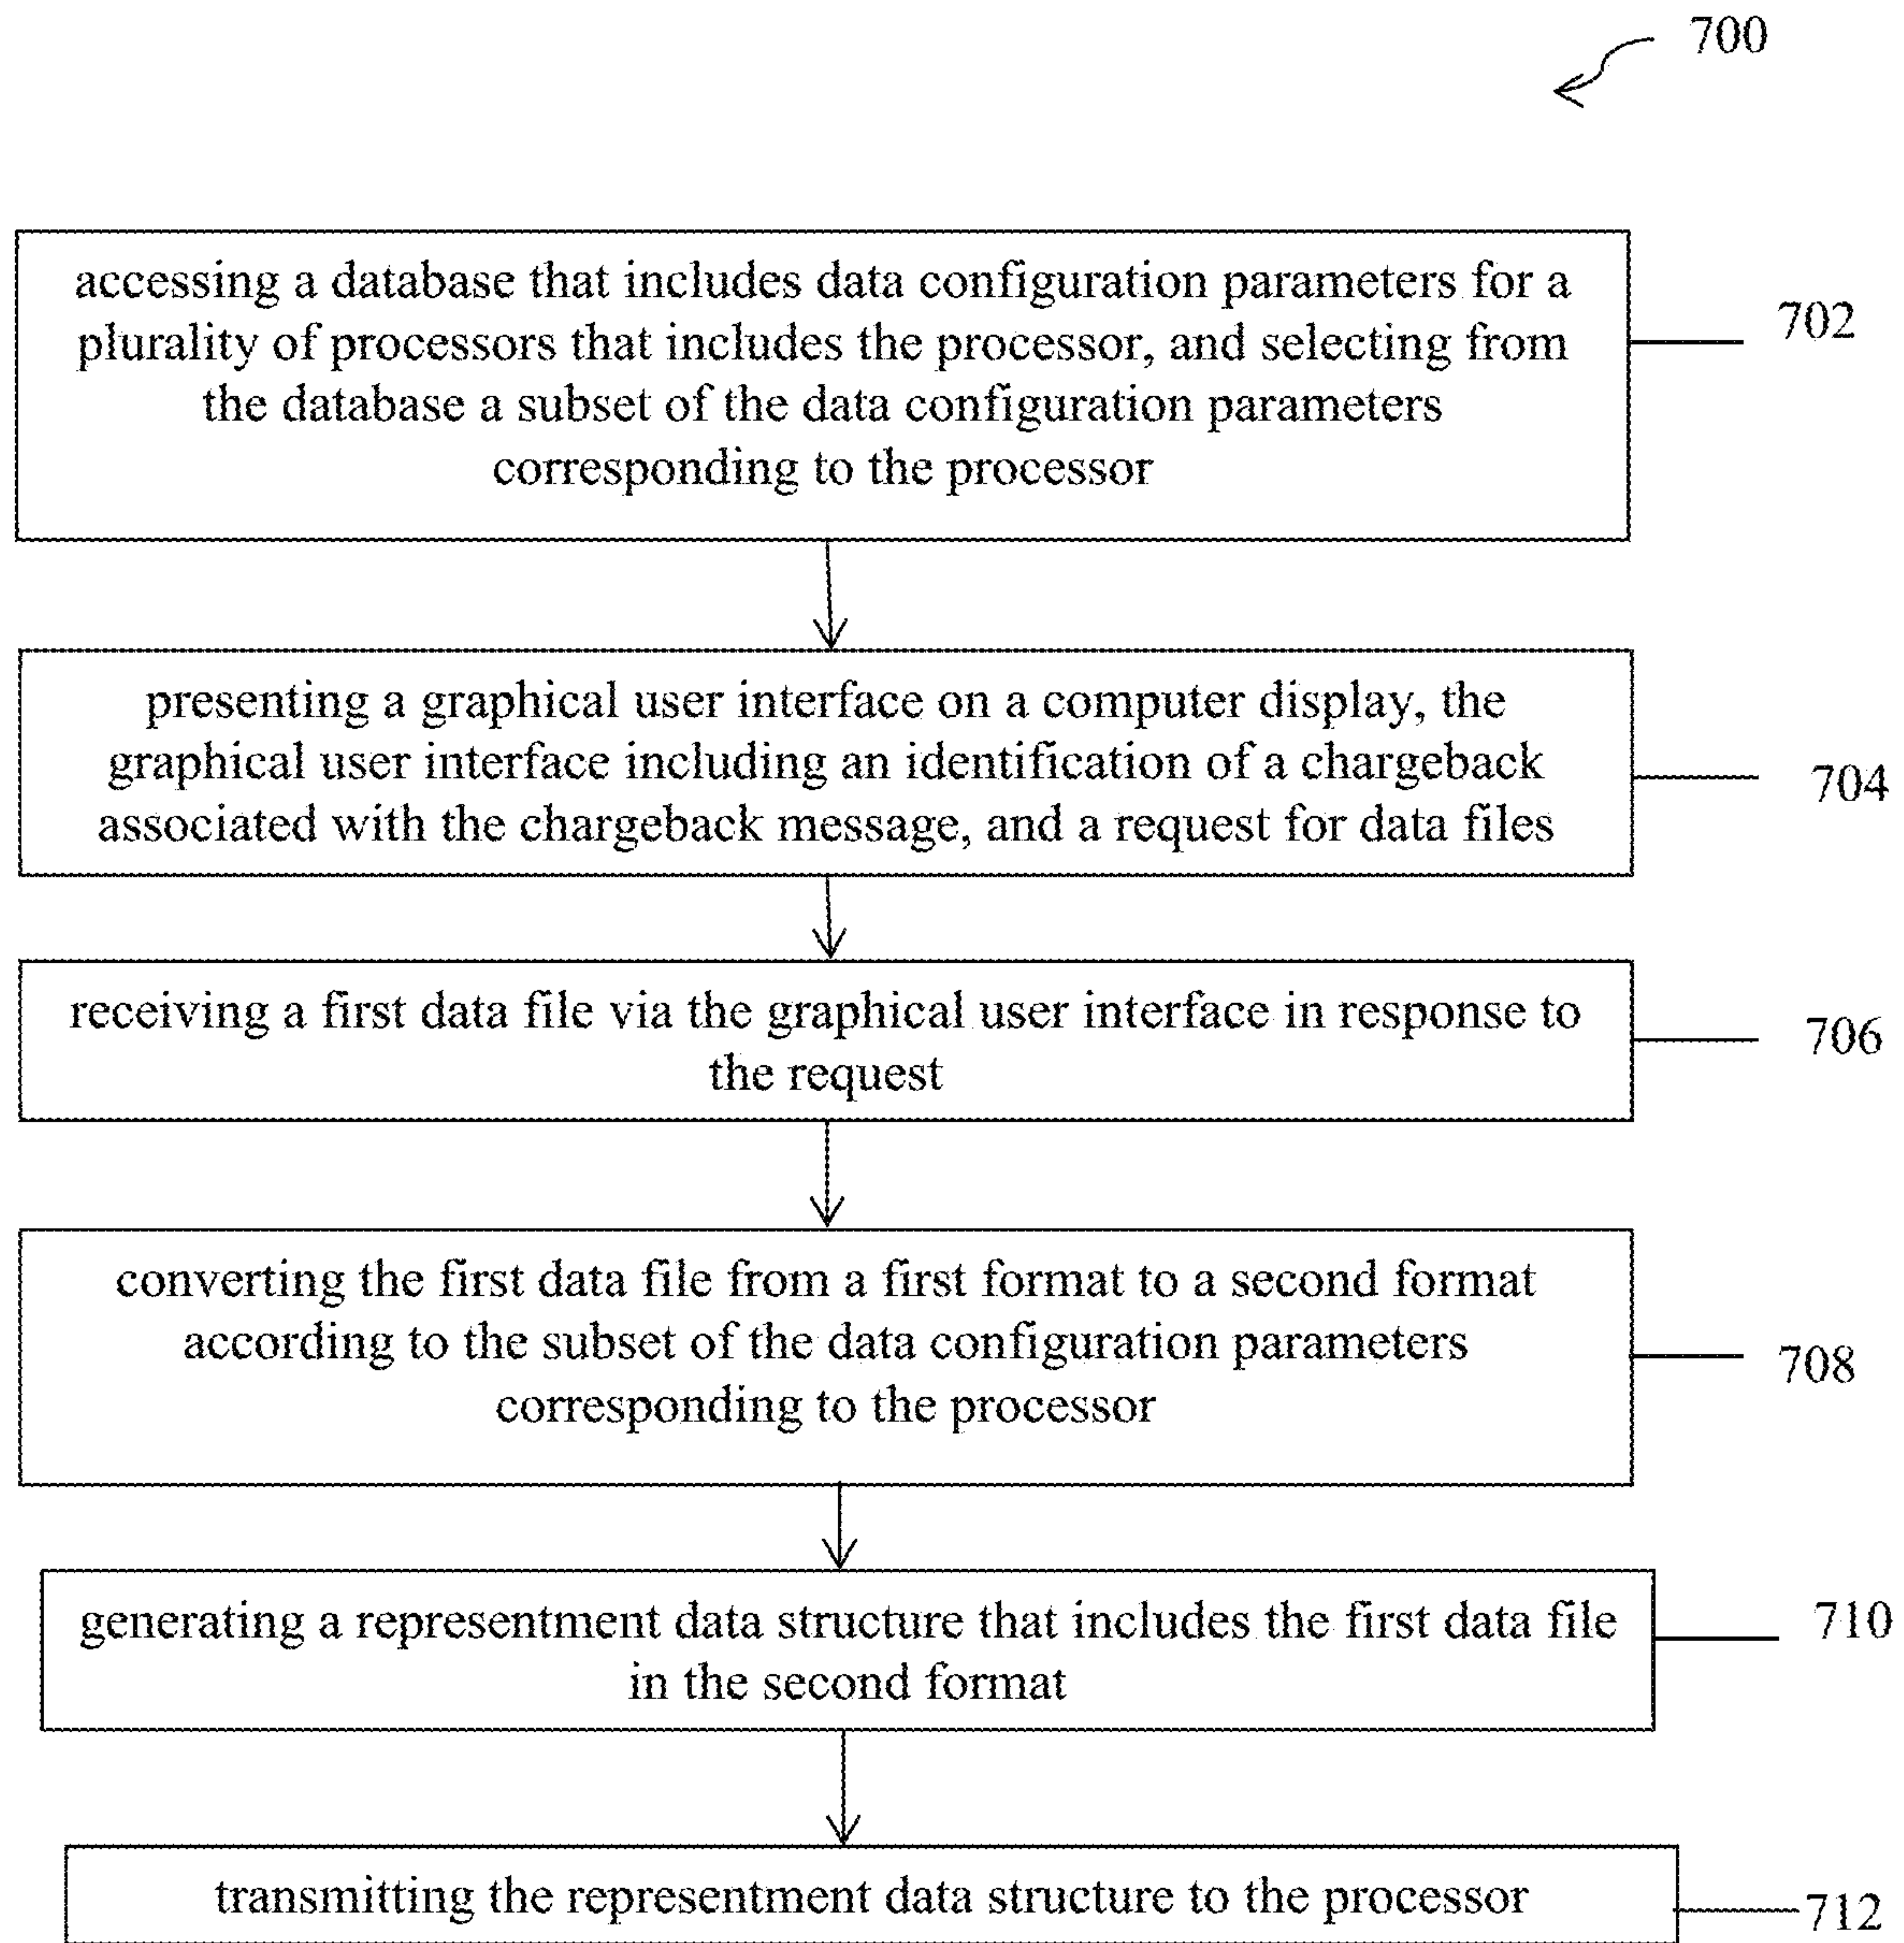 700
accessing a database that includes data configuration parameters for a
plurality of processors that includes the processor, and selecting from
the database a subset of the data configuration parameters
corresponding to the processor
702
presenting a graphical user interface on a computer display, the
graphical user interface including an identification of a chargeback
associated with the chargeback message, and a request for data files
704
receiving a first data file via the graphical user interface in response to
the request
706
converting the first data file from a first format to a second format
according to the subset of the data configuration parameters
corresponding to the processor
708
generating a representment data structure that includes the first data file
in the second format
710
transmitting the representment data structure to the processor
712